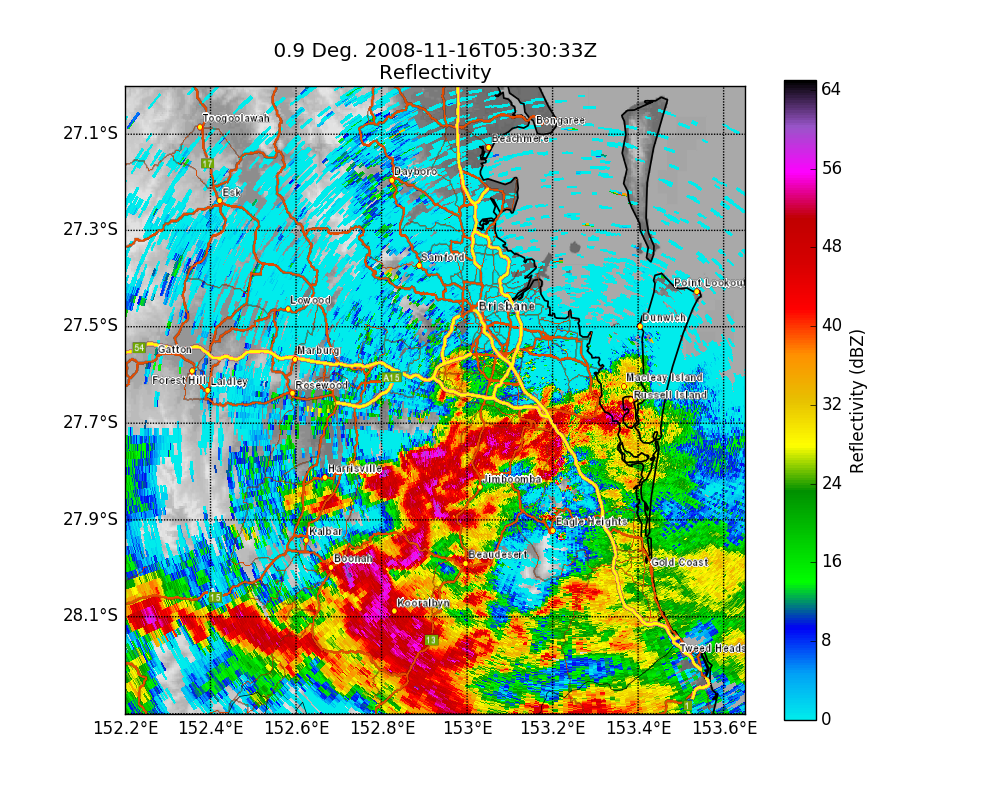 0.9 Deg. 2008-11-16T05:30:33Z
Reflectivity
64
27.1°S
Toogoolawah
Bongaree
Beachmere
17
Dayboro
56
Esk
27.3°S
Samford
48
Point Lookout
Lowood
Brisbane
Dunwich
27.5°S
40
54
Gatton
Marburg
Forest Hill
Laidley
Rosewood
A15
Macleay Island
Russell Island
32
27.7°S
Harrisville
Jimboomba
24
27.9°S
Kalbar
Eagle Heights
Boonah
Beaudesert
Gold Coast
16
15
Kooralbyn
28.1°S
13
Tweed Heads
8
0
152.2°E 152.4°E 152.6°E 152.8°E 153°E 153.2°E 153.4°E 153.6°E
Reflectivity (dBZ)